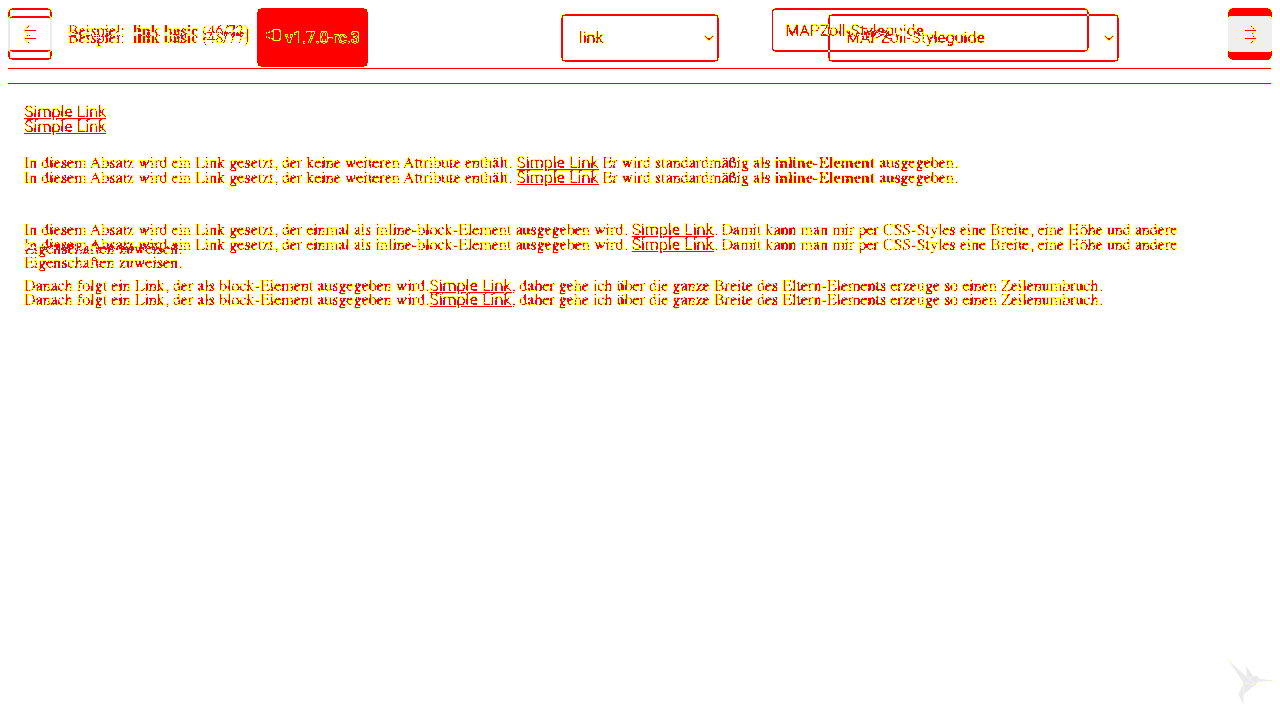 Beispiel: link basic
v1.7.0-rc.3
link
MAPZoll-Styleguide
MAPZoll-Styleguide
Simple Link
Simple Link
In diesem Absatz wird ein Link gesetzt, der keine weiteren Attribute enthält. Simple Link Er wird standardmäßig als inline-Element ausgegeben.
In diesem Absatz wird ein Link gesetzt, der keine weiteren Attribute enthält. Simple Link Er wird standardmäßig als inline-Element ausgegeben.
In diesem Absatz wird ein Link gesetzt, der einmal als inline-block-Element ausgegeben wird. Simple Link. Damit kann man mir per CSS-Styles eine Breite, eine Höhe und andere
In diesem Absatz wird ein Link gesetzt, der einmal als inline-block-Element ausgegeben wird. Simple Link. Damit kann man mir per CSS-Styles eine Breite, eine Höhe und andere
Eigenschaften zuweisen.
Eigenschaften zuweisen.
Danach folgt ein Link, der als block-Element ausgegeben wird.Simple Link, daher gehe ich über die ganze Breite des Eltern-Elements erzeuge so einen Zeilenumbruch.
Danach folgt ein Link, der als block-Element ausgegeben wird.Simple Link, daher gehe ich über die ganze Breite des Eltern-Elements erzeuge so einen Zeilenumbruch.